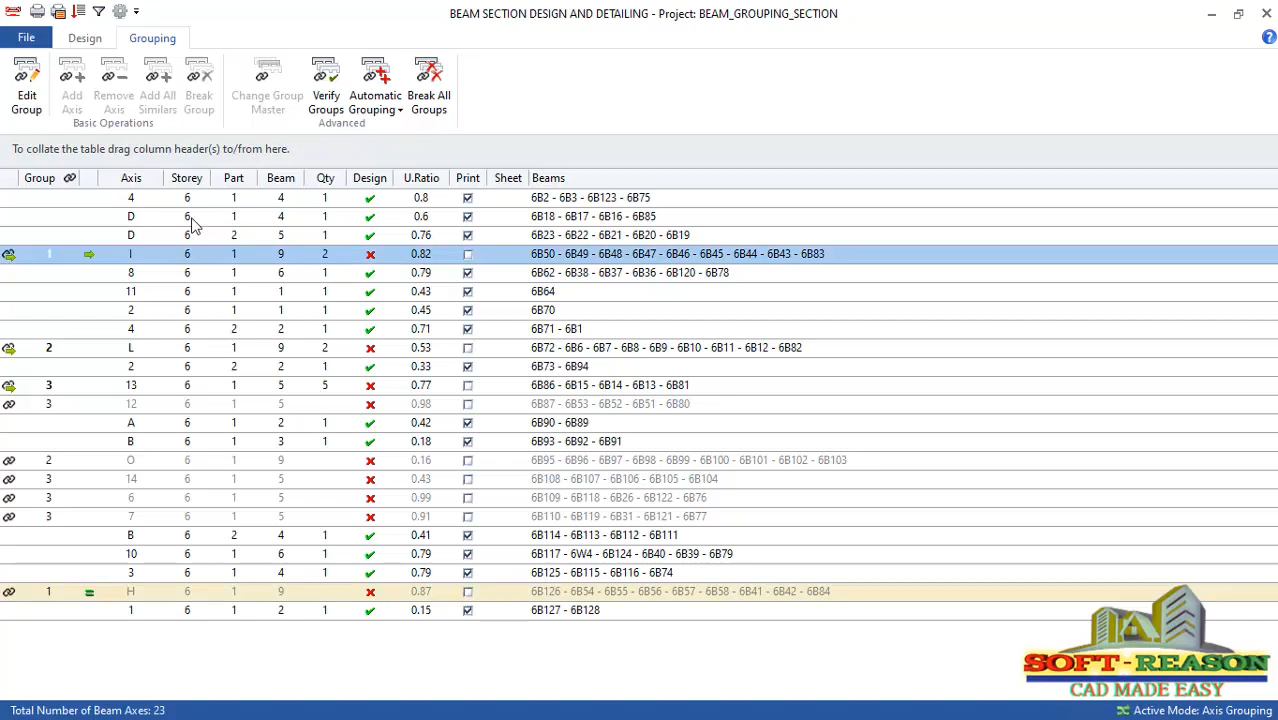 BEAM SECTION DESIGN AND DETAILING - Project: BEAM_GROUPING_SECTION
File Design Grouping
Edit Group Add Axis Remove Axis Add All Similars Break Group Change Group Master Verify Groups Automatic Grouping Break All Groups
Basic Operations Advanced
To collate the table drag column header(s) to/from here.
Group Axis Storey Part Beam Qty Design U.Ratio Print Sheet Beams
4 6 1 4 1 0.8 6B2 - 6B3 - 6B123 - 6B75
D 6 1 4 1 0.6 6B18 - 6B17 - 6B16 - 6B85
D 6 2 5 1 0.76 6B23 - 6B22 - 6B21 - 6B20 - 6B19
1 I 6 1 9 2 0.82 6B50 - 6B49 - 6B48 - 6B47 - 6B46 - 6B45 - 6B44 - 6B43 - 6B83
8 6 1 6 1 0.79 6B62 - 6B38 - 6B37 - 6B36 - 6B120 - 6B78
11 6 1 1 1 0.43 6B64
2 6 1 1 1 0.45 6B70
4 6 2 2 1 0.71 6B71 - 6B1
2 L 6 1 9 2 0.53 6B72 - 6B6 - 6B7 - 6B8 - 6B9 - 6B10 - 6B11 - 6B12 - 6B82
2 6 2 2 1 0.33 6B73 - 6B94
3 13 6 1 5 5 0.77 6B86 - 6B15 - 6B14 - 6B13 - 6B81
3 12 6 1 5 0.98 6B87 - 6B53 - 6B52 - 6B51 - 6B80
A 6 1 2 1 0.42 6B90 - 6B89
B 6 1 3 1 0.18 6B93 - 6B92 - 6B91
2 O 6 1 9 0.16 6B95 - 6B96 - 6B97 - 6B98 - 6B99 - 6B100 - 6B101 - 6B102 - 6B103
3 14 6 1 5 0.43 6B108 - 6B107 - 6B106 - 6B105 - 6B104
3 6 6 1 5 0.99 6B109 - 6B118 - 6B26 - 6B122 - 6B76
3 7 6 1 5 0.91 6B110 - 6B119 - 6B31 - 6B121 - 6B77
B 6 2 4 1 0.41 6B114 - 6B113 - 6B112 - 6B111
10 6 1 6 1 0.79 6B117 - 6W4 - 6B124 - 6B40 - 6B39 - 6B79
3 6 1 4 1 0.79 6B125 - 6B115 - 6B116 - 6B74
1 H 6 1 9 0.87 6B126 - 6B54 - 6B55 - 6B56 - 6B57 - 6B58 - 6B41 - 6B42 - 6B84
1 6 1 2 1 0.15 6B127 - 6B128
SOFT-REASON
CAD MADE EASY
Total Number of Beam Axes: 23 Active Mode: Axis Grouping